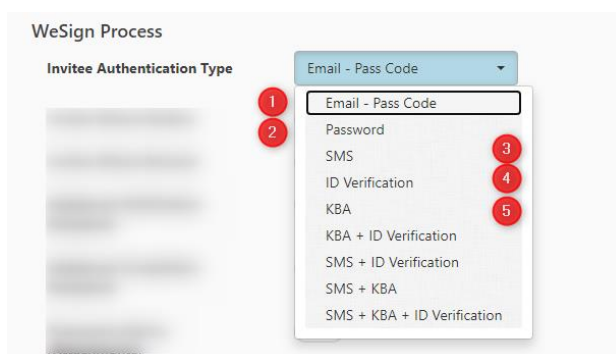 WeSign Process
Invitee Authentication Type
Email - Pass Code
1 Email - Pass Code
2 Password
SMS 3
ID Verification 4
KBA 5
KBA + ID Verification
SMS + ID Verification
SMS + KBA
SMS + KBA + ID Verification